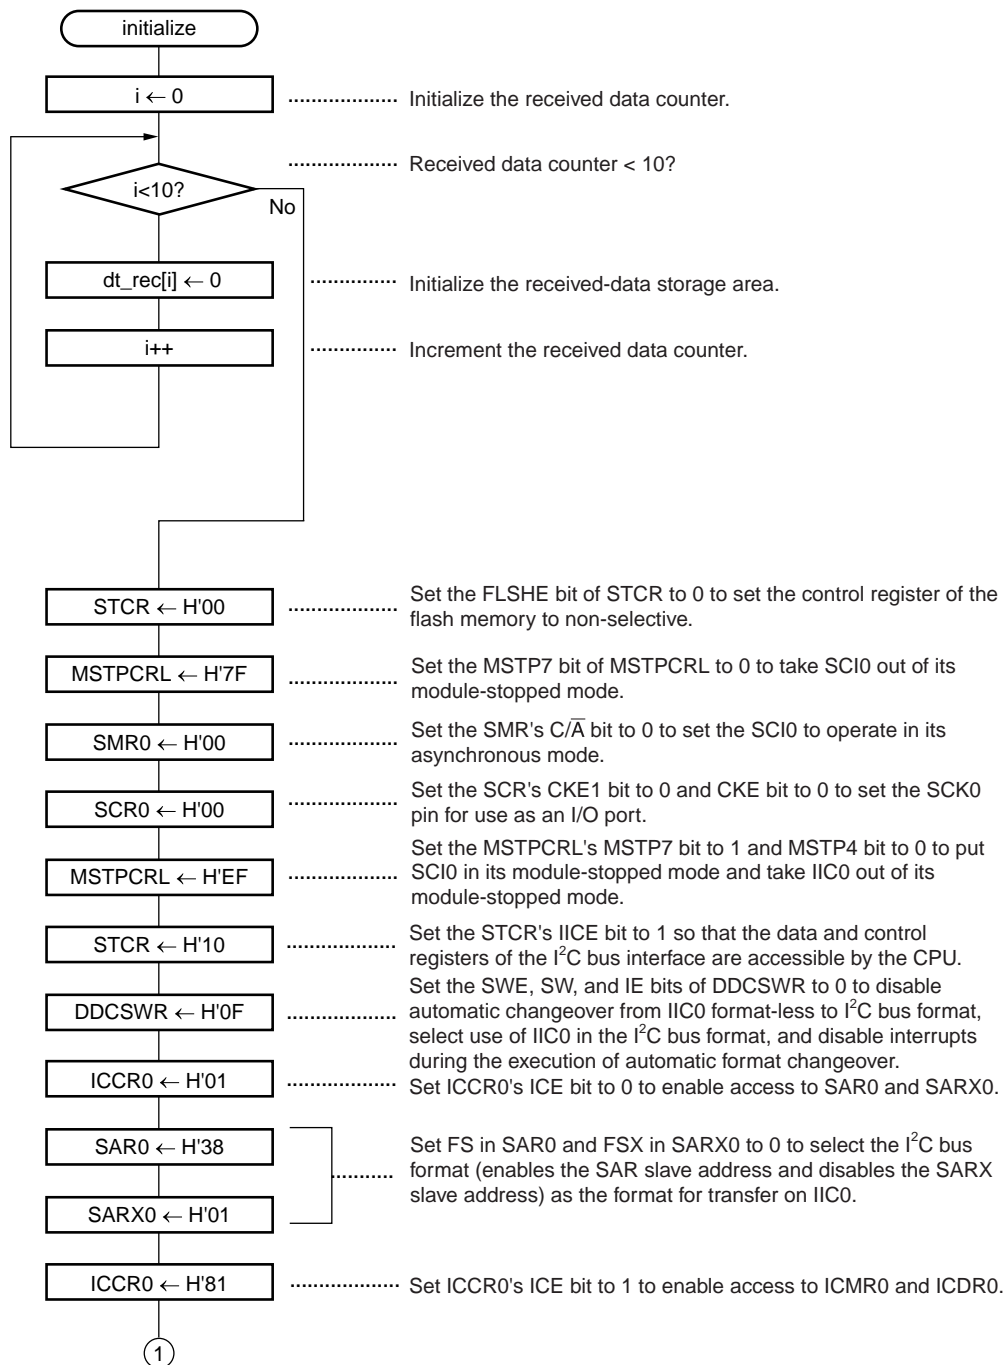 initialize
i ← 0
Initialize the received data counter.
Received data counter < 10?
i<10?
No
dt_rec[i] ← 0
Initialize the received-data storage area.
i++
Increment the received data counter.
STCR ← H'00
Set the FLSHE bit of STCR to 0 to set the control register of the
flash memory to non-selective.
MSTPCRL ← H'7F
Set the MSTP7 bit of MSTPCRL to 0 to take SCI0 out of its
module-stopped mode.
SMR0 ← H'00
Set the SMR's C/A̅ bit to 0 to set the SCI0 to operate in its
asynchronous mode.
SCR0 ← H'00
Set the SCR's CKE1 bit to 0 and CKE bit to 0 to set the SCK0
pin for use as an I/O port.
MSTPCRL ← H'EF
Set the MSTPCRL's MSTP7 bit to 1 and MSTP4 bit to 0 to put
SCI0 in its module-stopped mode and take IIC0 out of its
module-stopped mode.
STCR ← H'10
Set the STCR's IICE bit to 1 so that the data and control
registers of the I²C bus interface are accessible by the CPU.
DDCSWR ← H'0F
Set the SWE, SW, and IE bits of DDCSWR to 0 to disable
automatic changeover from IIC0 format-less to I²C bus format,
select use of IIC0 in the I²C bus format, and disable interrupts
during the execution of automatic format changeover.
ICCR0 ← H'01
Set ICCR0's ICE bit to 0 to enable access to SAR0 and SARX0.
SAR0 ← H'38
Set FS in SAR0 and FSX in SARX0 to 0 to select the I²C bus
format (enables the SAR slave address and disables the SARX
slave address) as the format for transfer on IIC0.
SARX0 ← H'01
ICCR0 ← H'81
Set ICCR0's ICE bit to 1 to enable access to ICMR0 and ICDR0.
1